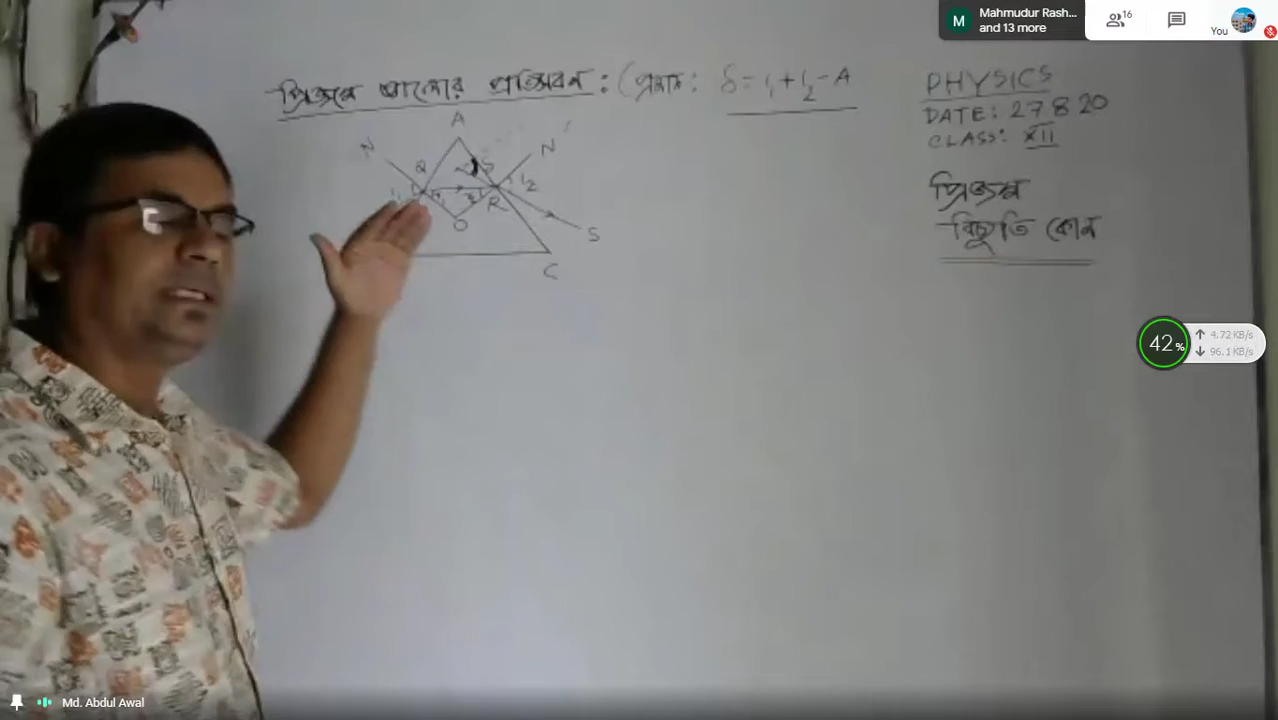 Mahmudur Rash...
and 13 more
M
16
You
প্রিজমে আলোর প্রতিসরণ : (প্রমাণ: δ = i₁ + i₂ - A
PHYSICS
DATE: 27 8 20
CLASS: XII
প্রিজম
বিচ্যুতি কোন
A
N
N'
Q
δ
i₁
i₂
R
O
S
C
42%
4.72 KB/s
96.1 KB/s
Md. Abdul Awal